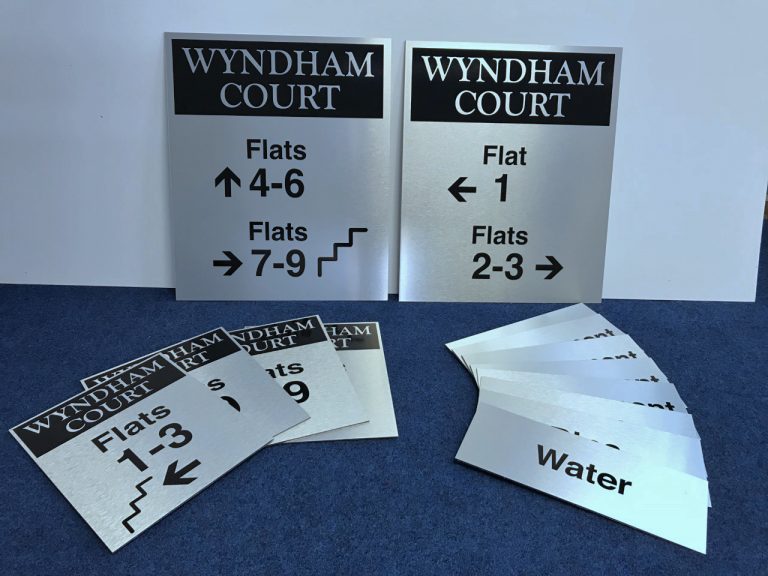 WYNDHAM
COURT
Flats
↑ 4-6
Flats
→ 7-9
WYNDHAM
COURT
Flat
← 1
Flats
2-3 →
WYNDHAM
COURT
Flats
1-3
←
Water